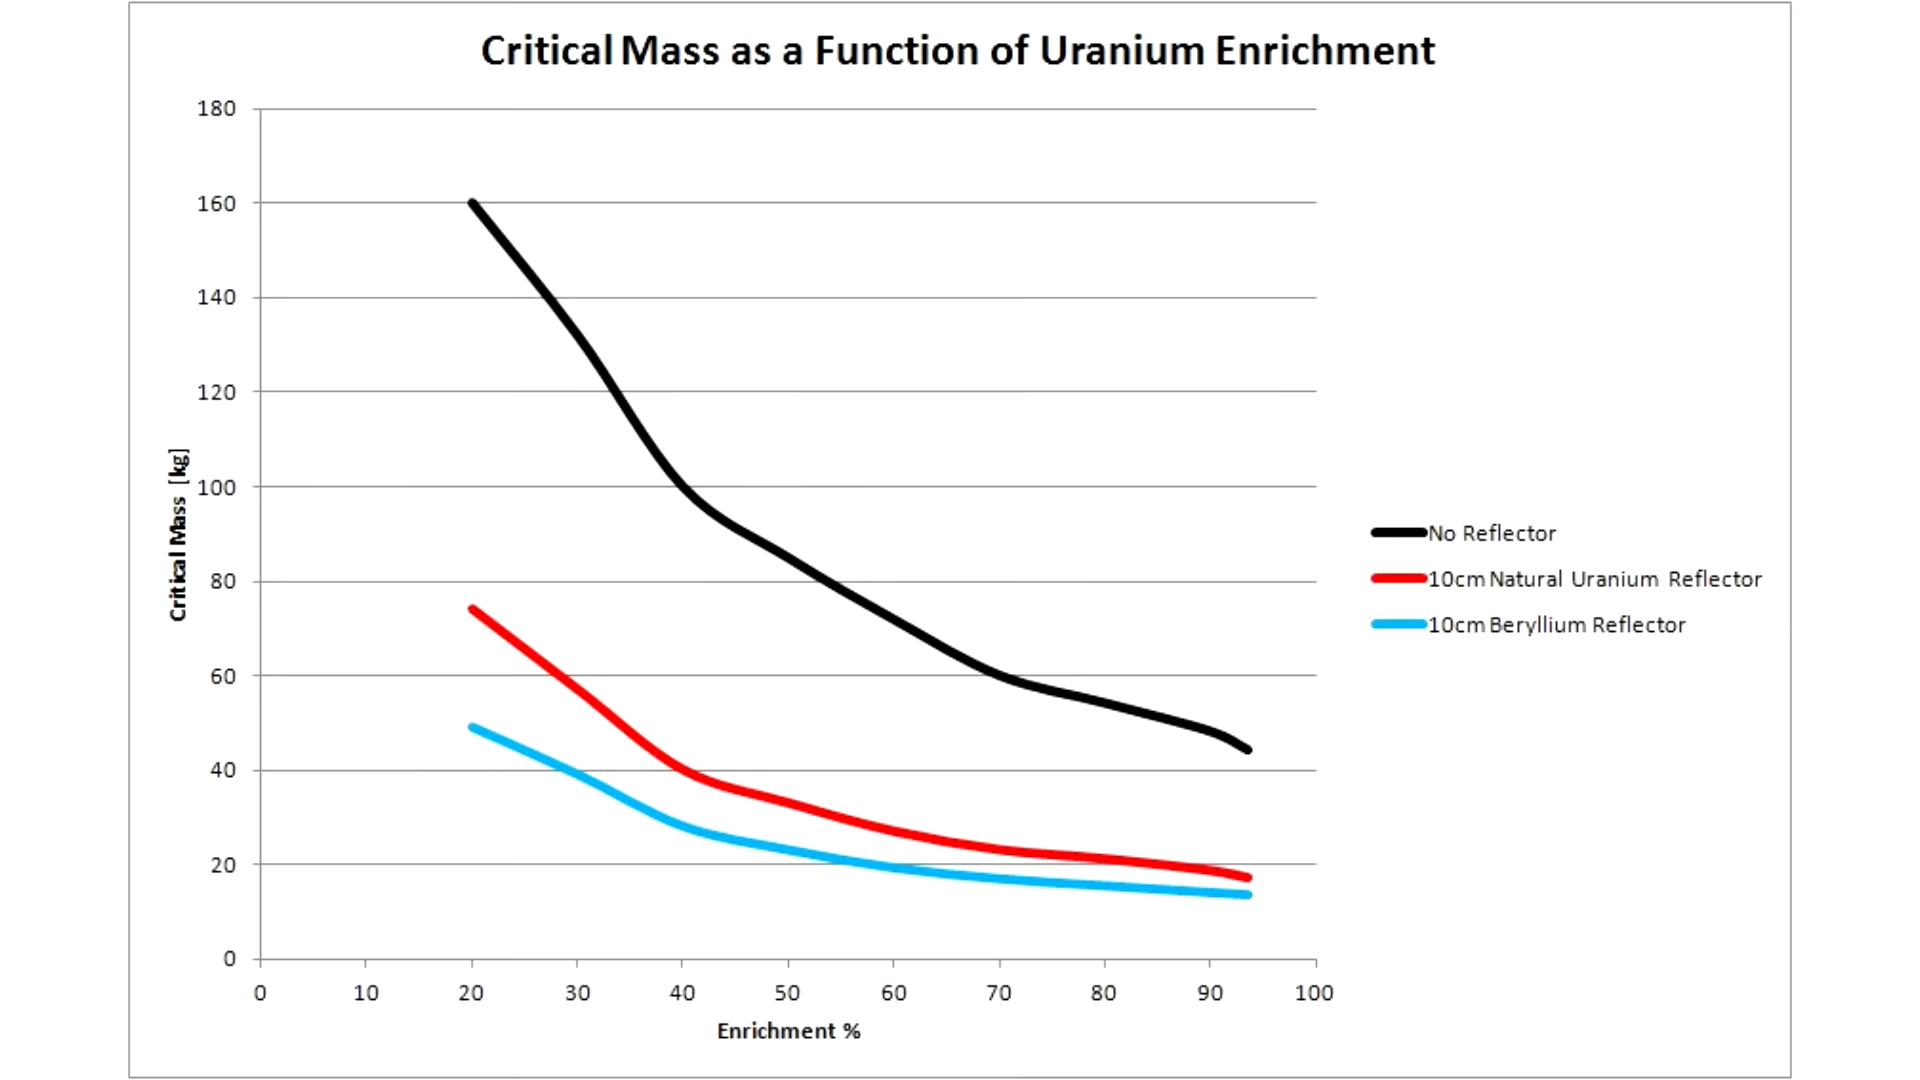 Critical Mass as a Function of Uranium Enrichment
180
160
140
120
100
80
60
40
20
0
Critical Mass [kg]
0 10 20 30 40 50 60 70 80 90 100
Enrichment %
No Reflector
10cm Natural Uranium Reflector
10cm Beryllium Reflector